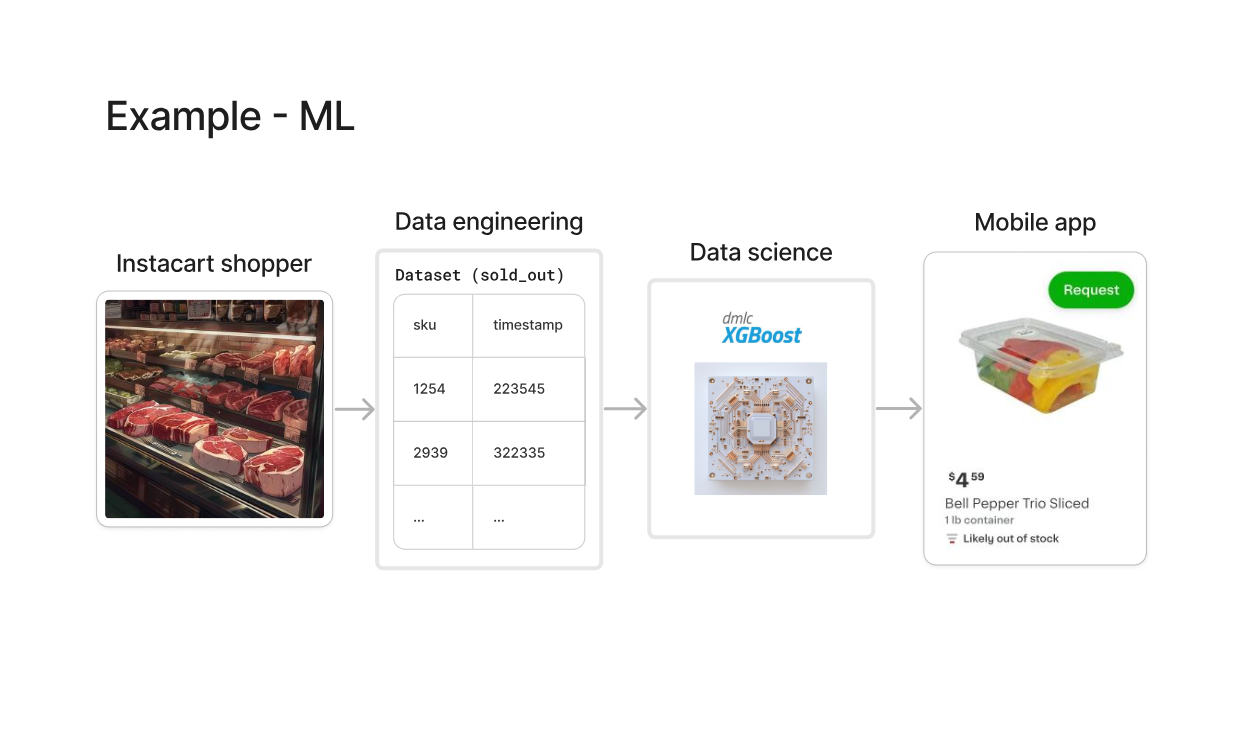 Example - ML
Instacart shopper
Data engineering
Dataset (sold_out)
sku timestamp
1254 223545
2939 322335
... ...
Data science
dmlc
XGBoost
Mobile app
Request
$4 59
Bell Pepper Trio Sliced
1 lb container
Likely out of stock